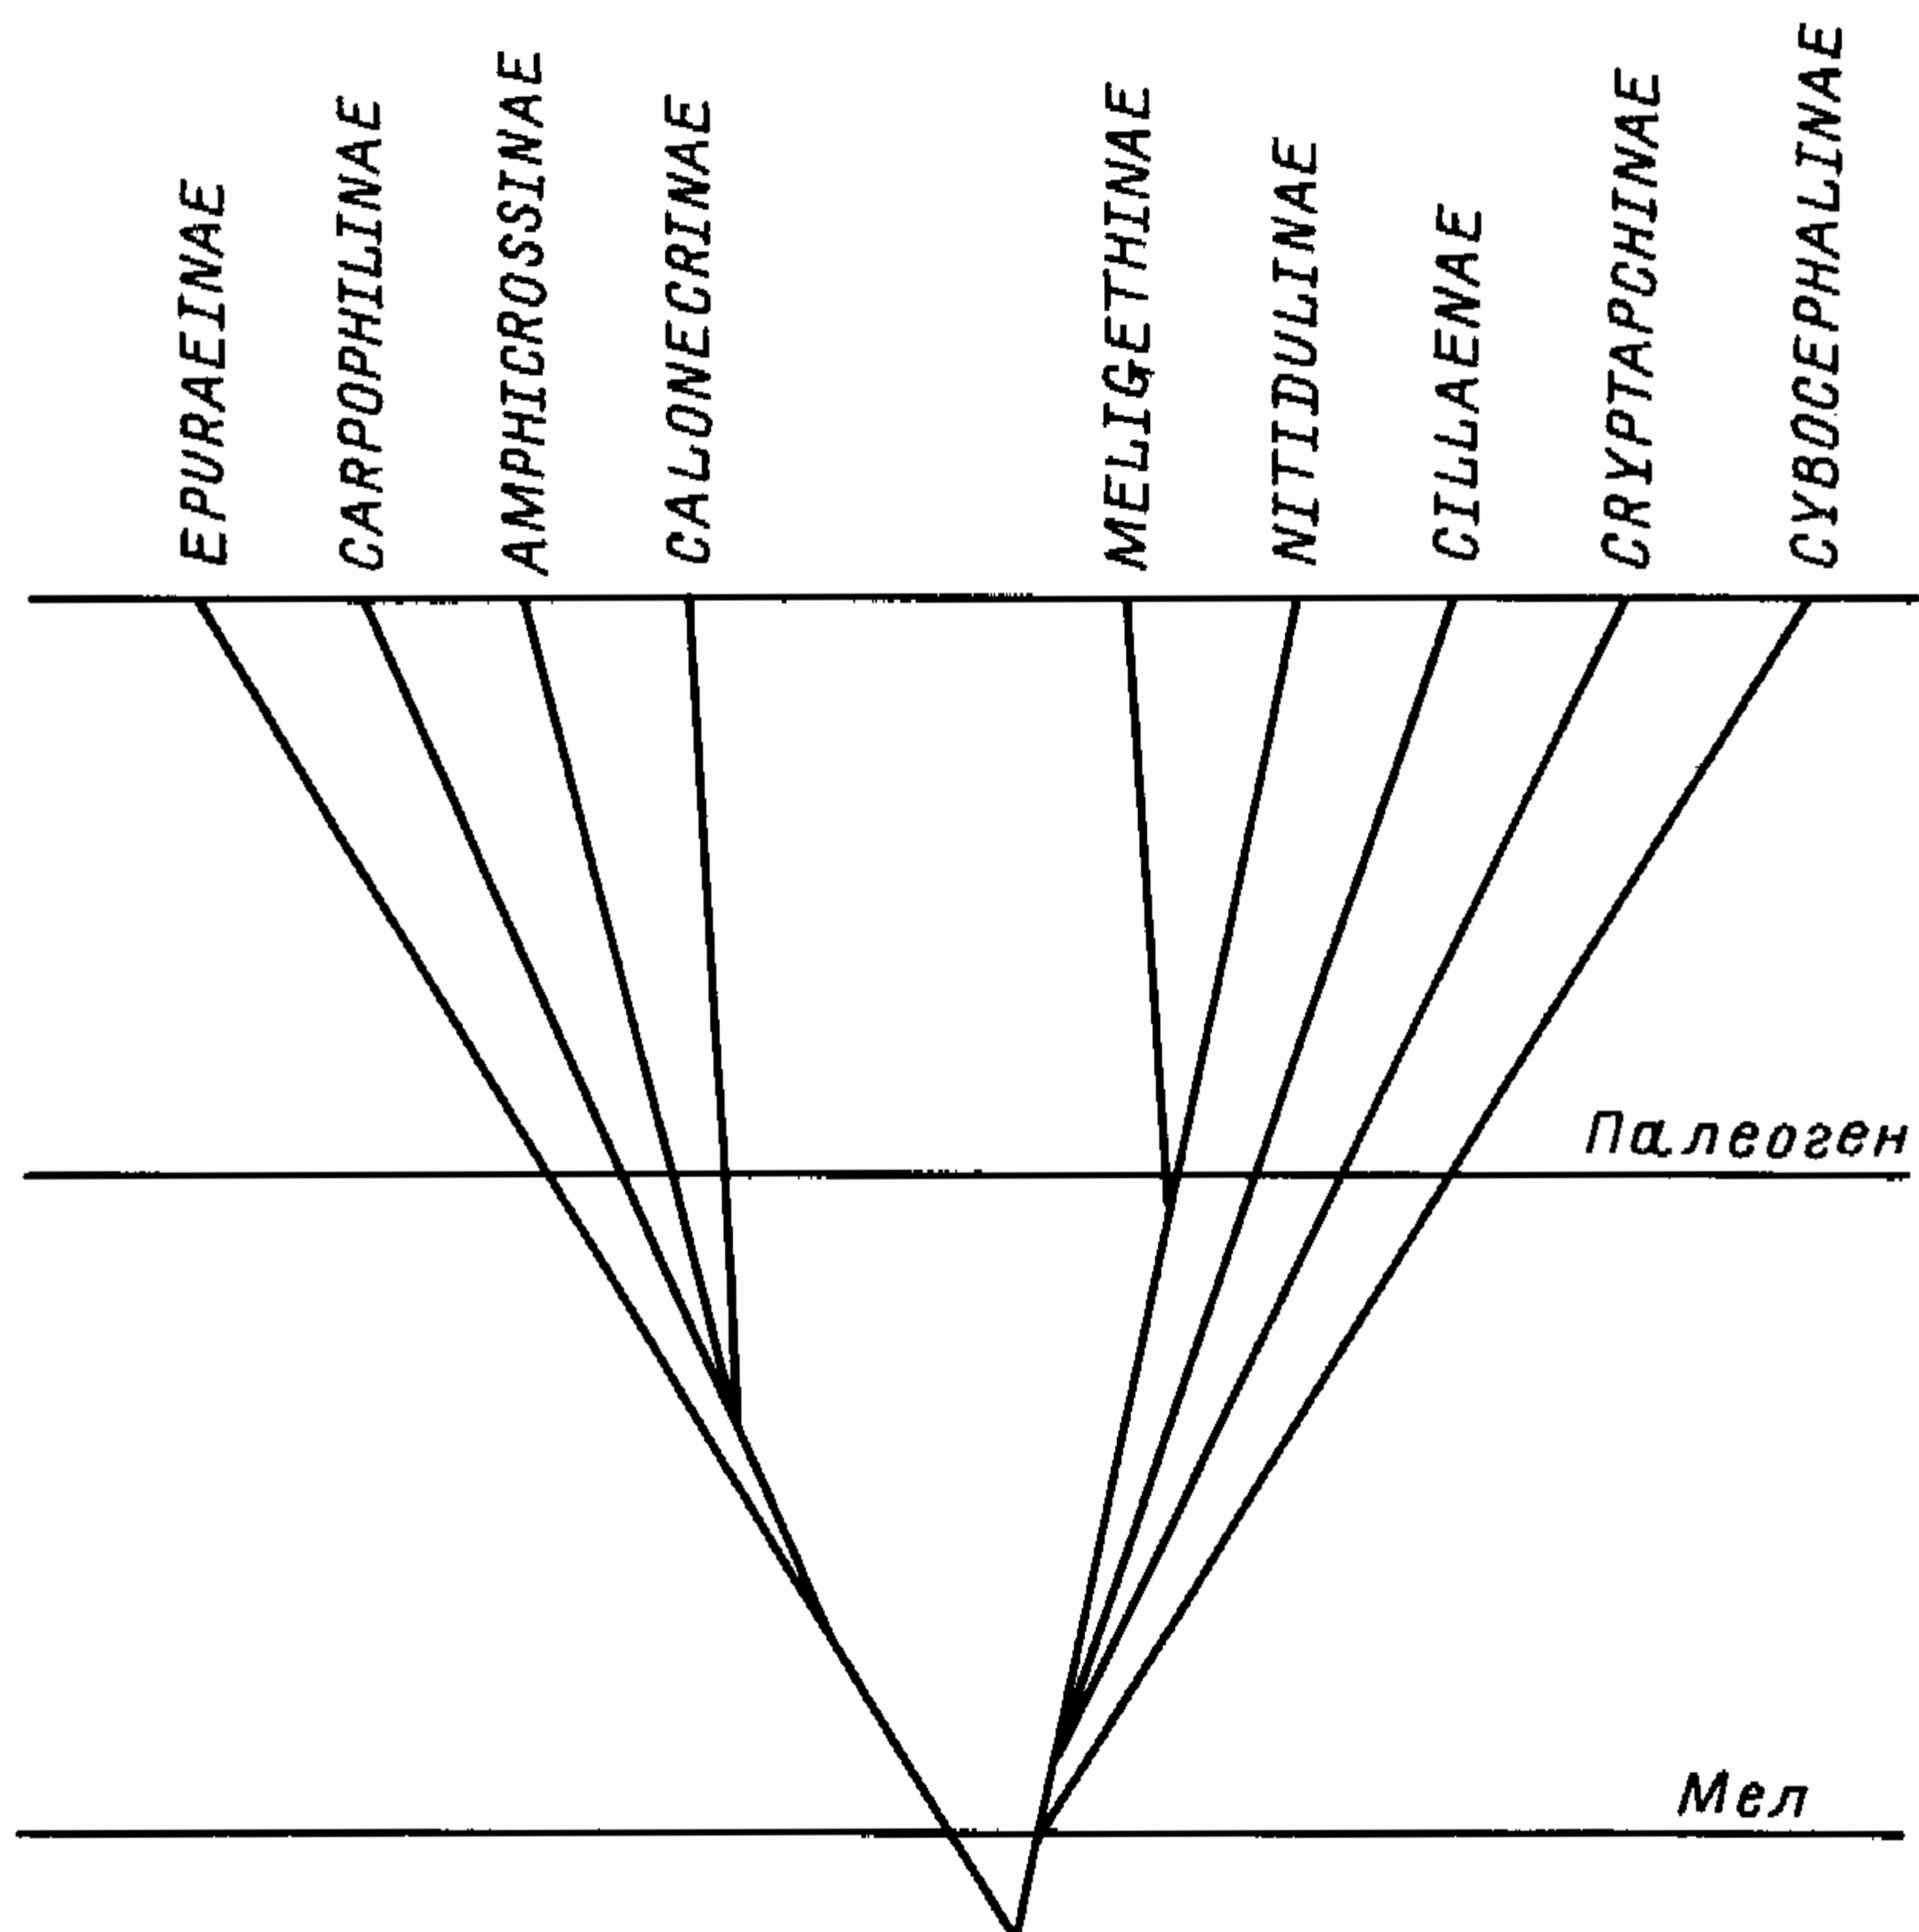 EPURAEINAE
CARPOPHILINAE
AMPHICROSSINAE
CALONECRINAE
MELIGETHINAE
NITIDULINAE
CILLAENAE
CRYPTARCHINAE
CYBOCEPHALINAE
Палеоген
Мел